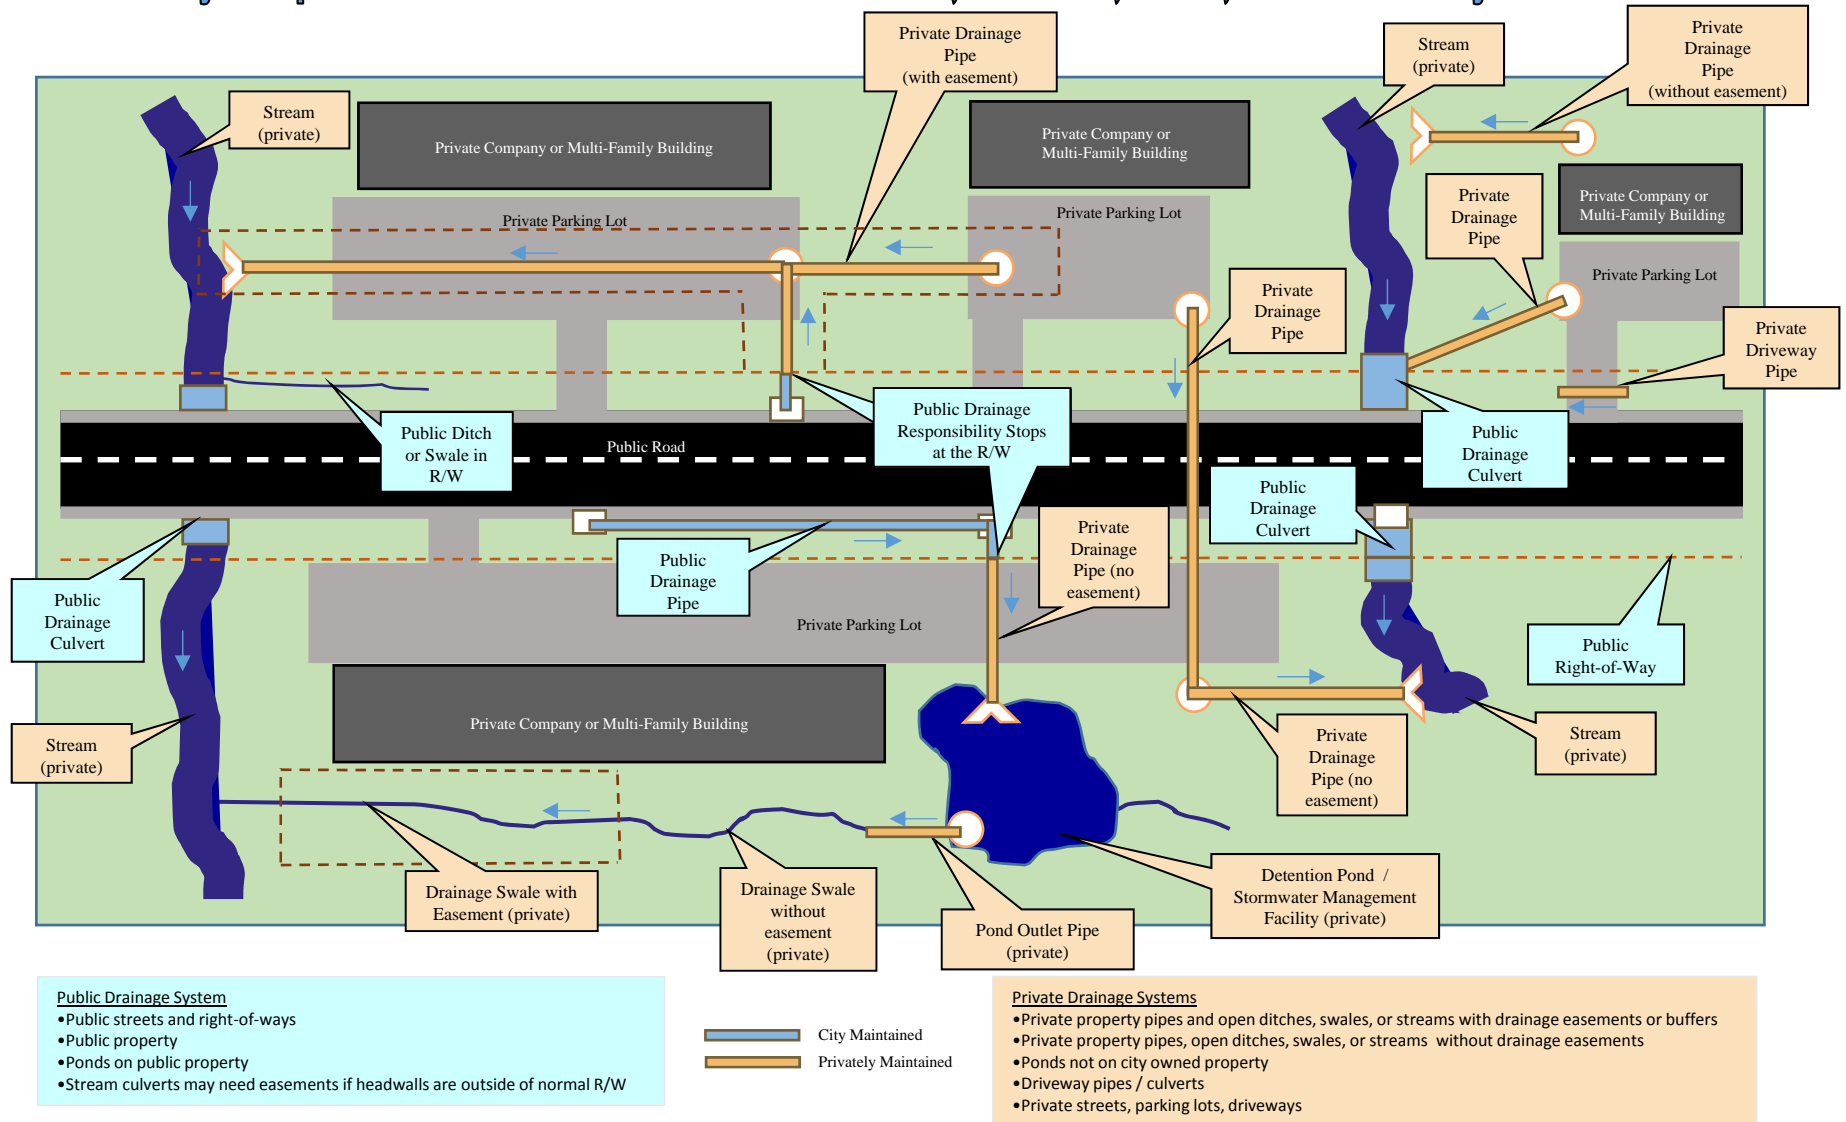 Private Drainage
Pipe
(with easement)
Stream
(private)
Private
Drainage
Pipe
(without easement)
Stream
(private)
Private Company or Multi-Family Building
Private Company or
Multi-Family Building
Private
Drainage
Pipe
Private Company or
Multi-Family Building
Private Parking Lot
Private Parking Lot
Private Parking Lot
Private
Drainage
Pipe
Private
Driveway
Pipe
Public Ditch
or Swale in
R/W
Public Road
Public Drainage
Responsibility Stops
at the R/W
Public
Drainage
Culvert
Public
Drainage
Culvert
Private
Drainage
Pipe (no
easement)
Public
Drainage
Pipe
Public
Drainage
Culvert
Private Parking Lot
Public
Right-of-Way
Private Company or Multi-Family Building
Stream
(private)
Private
Drainage
Pipe (no
easement)
Stream
(private)
Drainage Swale with
Easement (private)
Drainage Swale
without
easement
(private)
Pond Outlet Pipe
(private)
Detention Pond /
Stormwater Management
Facility (private)
Public Drainage System
•Public streets and right-of-ways
•Public property
•Ponds on public property
•Stream culverts may need easements if headwalls are outside of normal R/W
City Maintained
Privately Maintained
Private Drainage Systems
•Private property pipes and open ditches, swales, or streams with drainage easements or buffers
•Private property pipes, open ditches, swales, or streams without drainage easements
•Ponds not on city owned property
•Driveway pipes / culverts
•Private streets, parking lots, driveways